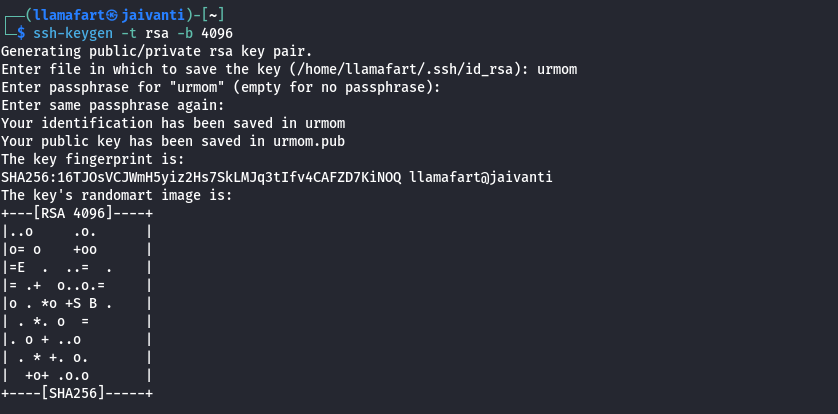 ┌──(llamafart㉿jaivanti)-[~]
└─$ ssh-keygen -t rsa -b 4096
Generating public/private rsa key pair.
Enter file in which to save the key (/home/llamafart/.ssh/id_rsa): urmom
Enter passphrase for "urmom" (empty for no passphrase):
Enter same passphrase again:
Your identification has been saved in urmom
Your public key has been saved in urmom.pub
The key fingerprint is:
SHA256:16TJOsVCJWmH5yiz2Hs7SkLMJq3tIfv4CAFZD7KiNOQ llamafart@jaivanti
The key's randomart image is:
+---[RSA 4096]----+
|..o     .o.      |
|o= o    +oo      |
|=E  .  ..=  .    |
|= .+  o..o.=     |
|o . *o +S B .    |
| . *. o  =       |
|. o + ..o        |
| . * +. o.       |
|  +o+ .o.o       |
+----[SHA256]-----+